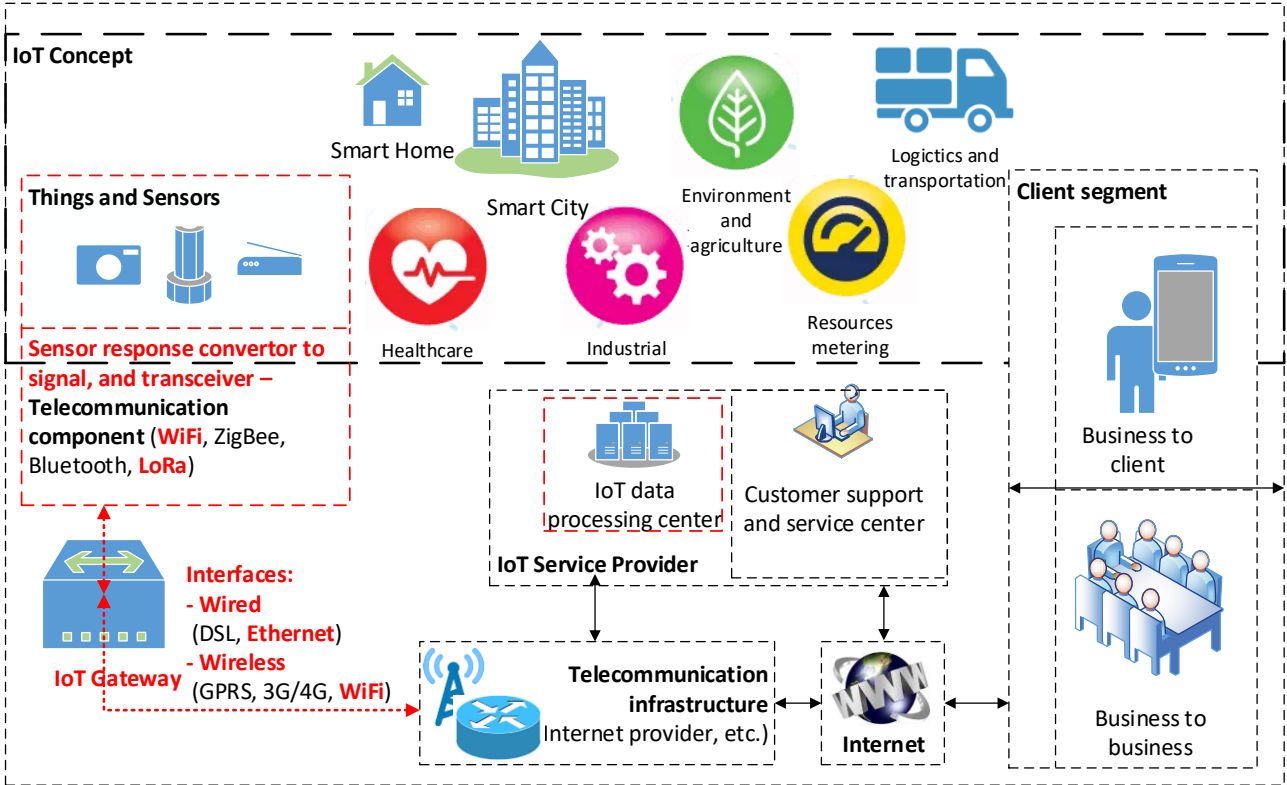 IoT Concept
Smart Home
Smart City
Environment
and
agriculture
Logictics and
transportation
Things and Sensors
Healthcare
Industrial
Resources
metering
Client segment
Sensor response convertor to
signal, and transceiver –
Telecommunication
component (WiFi, ZigBee,
Bluetooth, LoRa)
IoT data
processing center
Customer support
and service center
IoT Service Provider
Business to
client
Interfaces:
- Wired
(DSL, Ethernet)
- Wireless
(GPRS, 3G/4G, WiFi)
IoT Gateway
Telecommunication
infrastructure
Internet provider, etc.)
WWW
Internet
Business to
business